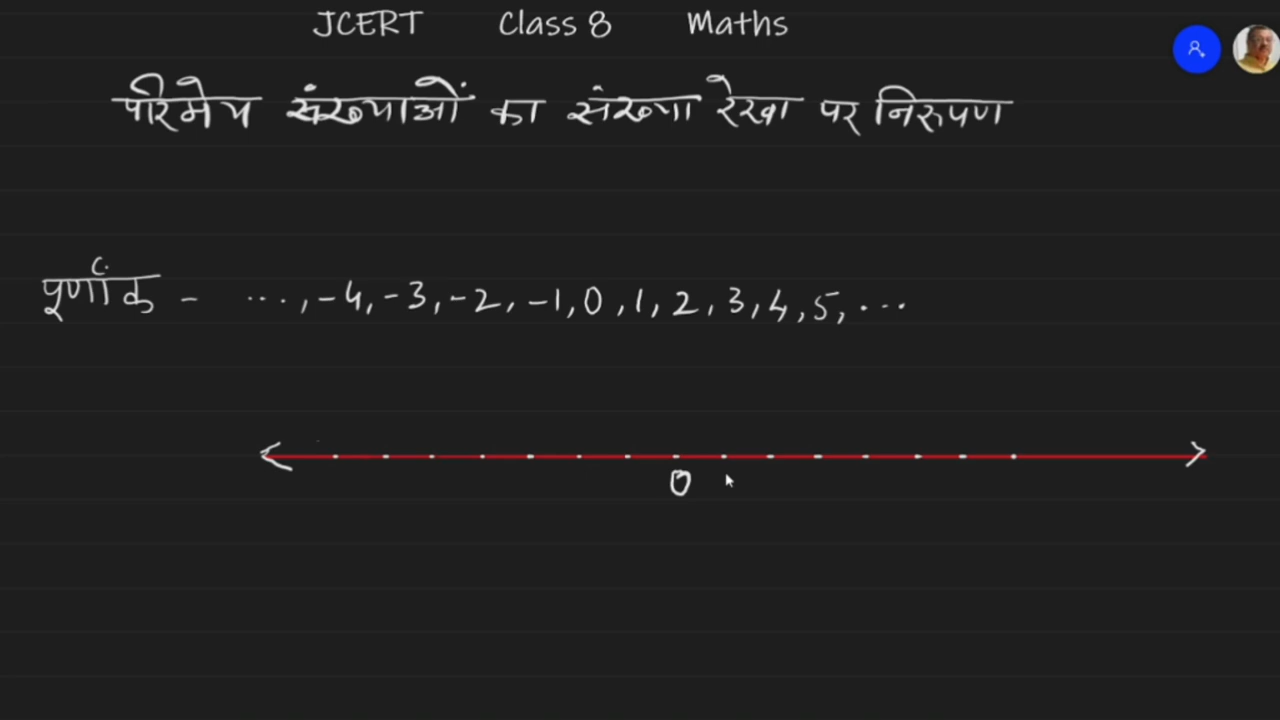 JCERT Class 8 Maths
परिमेय संख्याओं का संख्या रेखा पर निरुपण
पूर्णांक - ..., -4, -3, -2, -1, 0, 1, 2, 3, 4, 5, ...
0